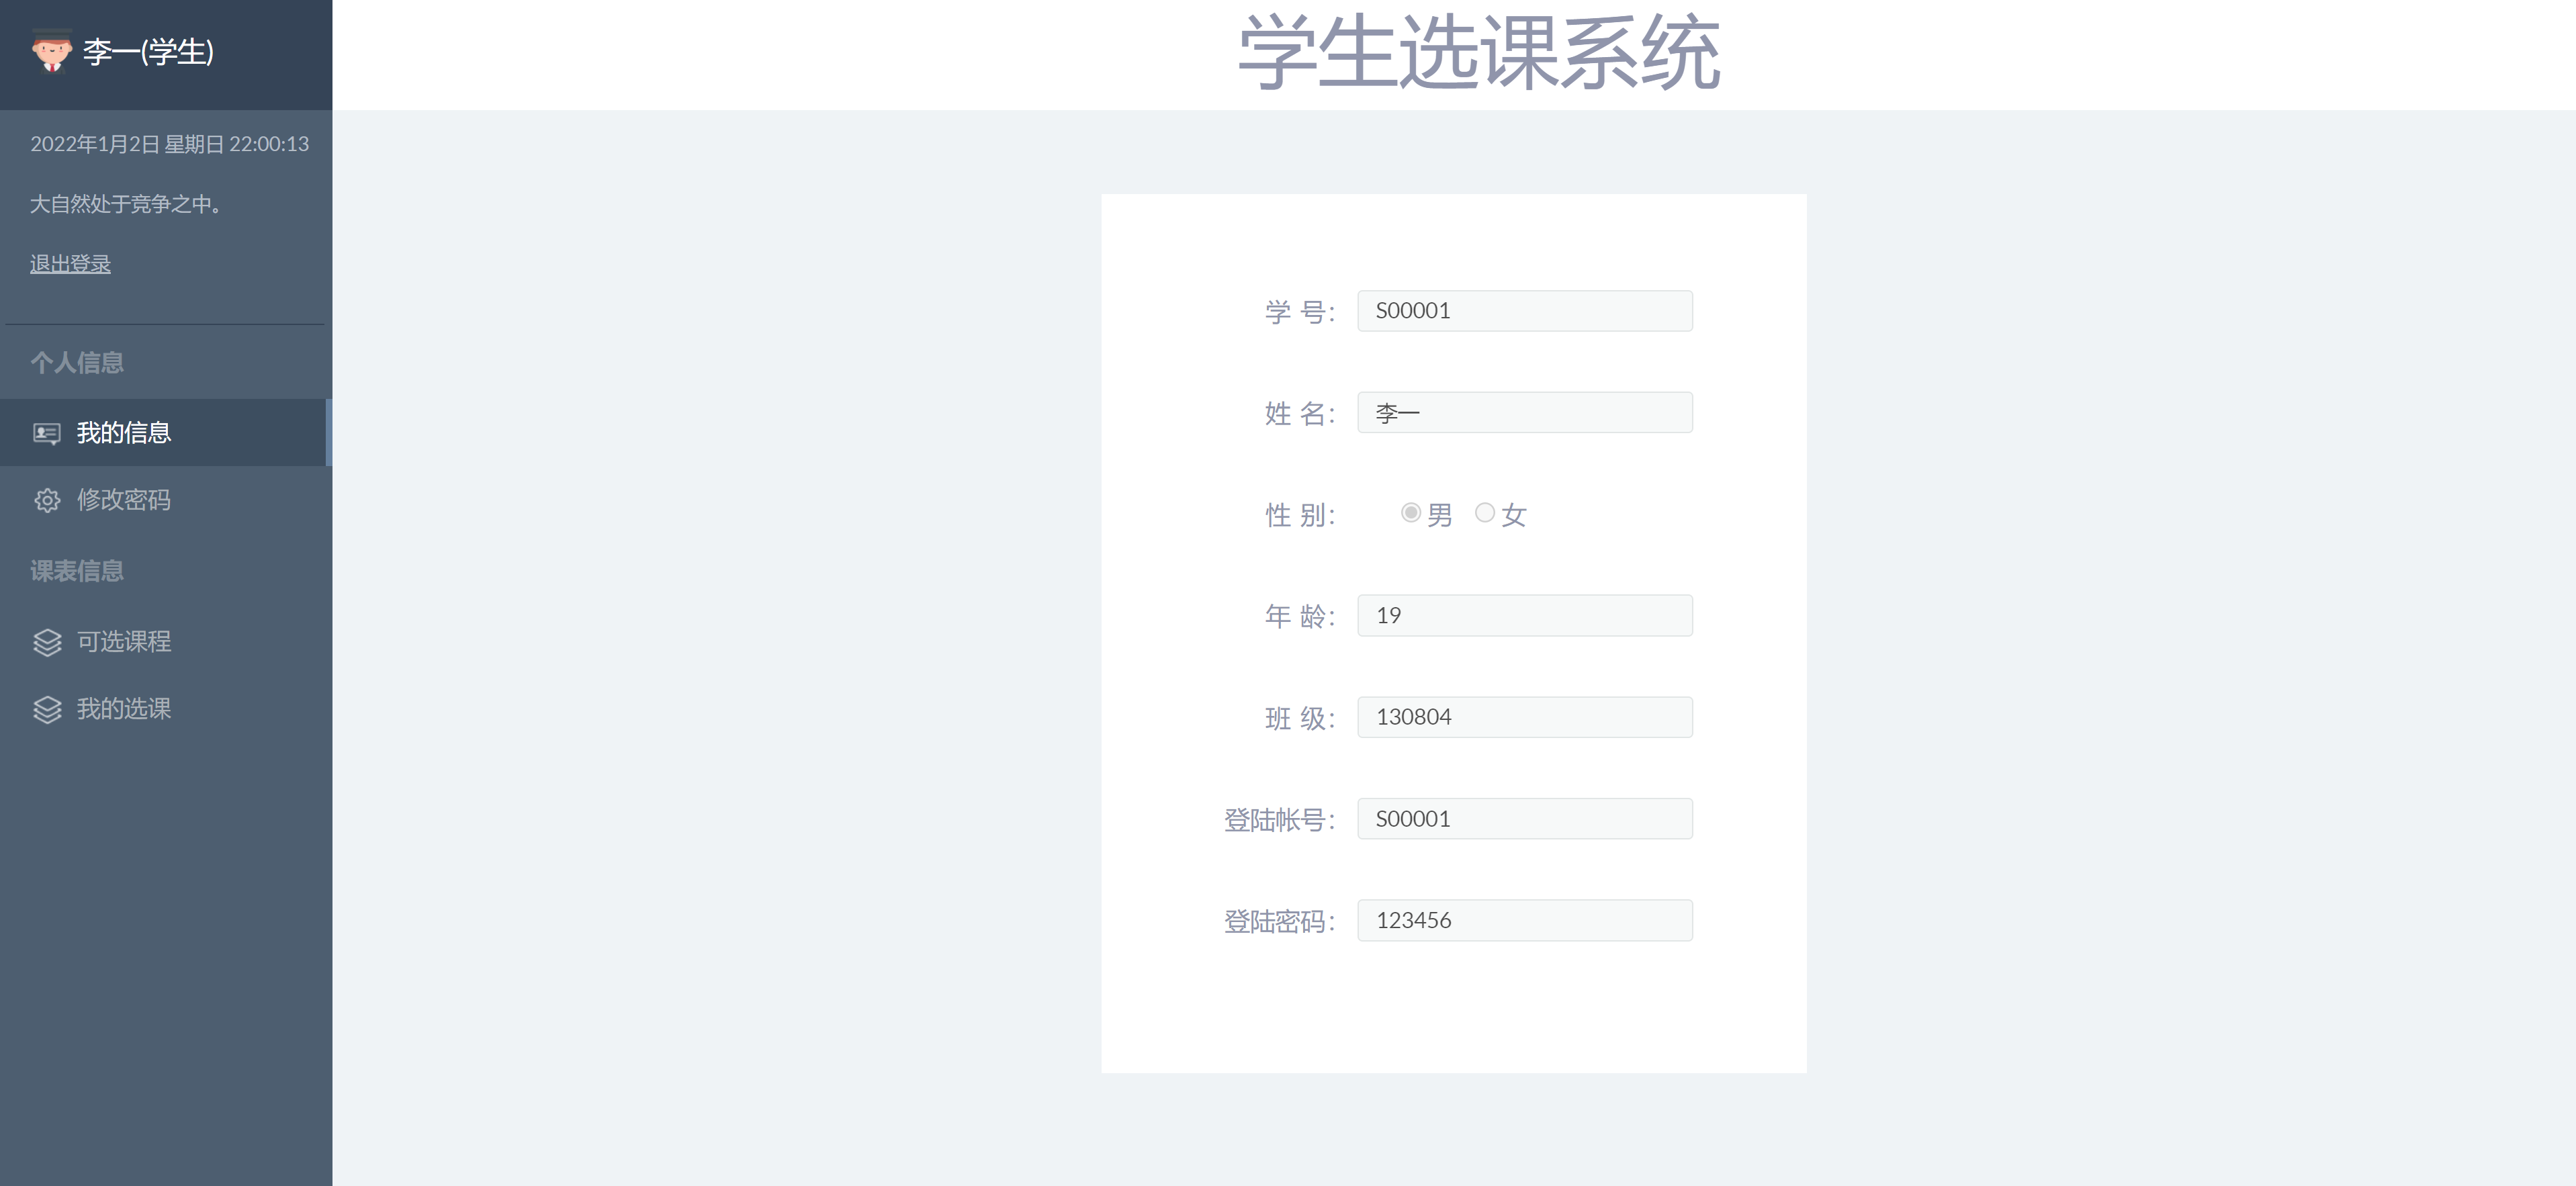 李一(学生)
学生选课系统
2022年1月2日 星期日 22:00:13
大自然处于竞争之中。
退出登录
个人信息
我的信息
修改密码
课表信息
可选课程
我的选课
学 号： S00001
姓 名： 李一
性 别： 男 女
年 龄： 19
班 级： 130804
登陆帐号： S00001
登陆密码： 123456